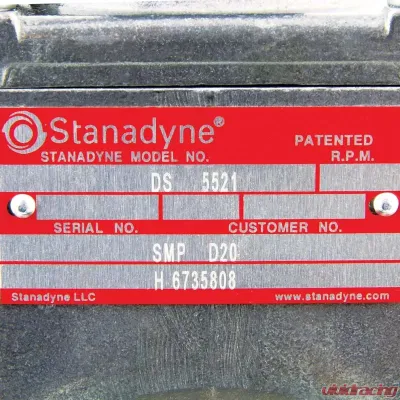 Stanadyne®
PATENTED
STANADYNE MODEL NO. R.P.M.
DS 5521
SERIAL NO. CUSTOMER NO.
SMP D20
H 6735808
Stanadyne LLC www.stanadyne.com
vividracing